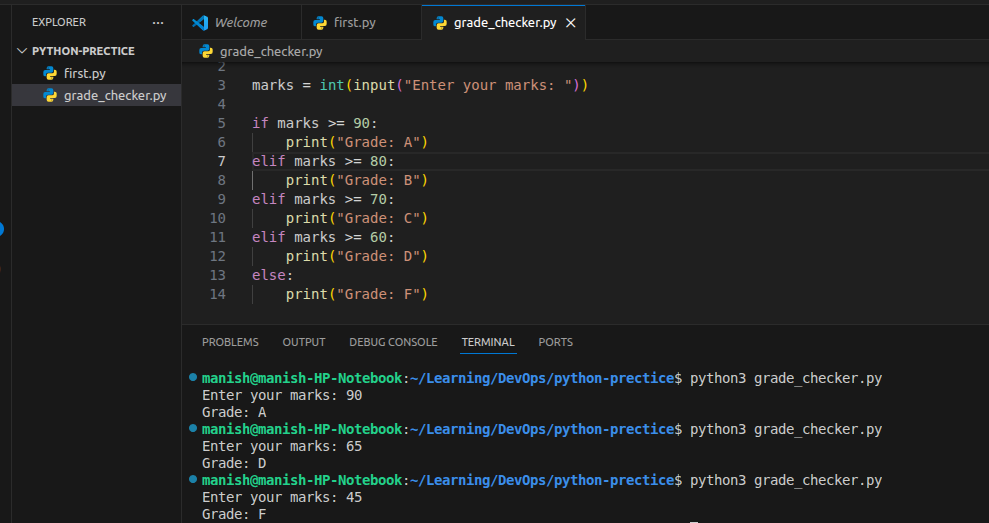 EXPLORER ...
PYTHON-PRECTICE
first.py
grade_checker.py
Welcome first.py grade_checker.py
grade_checker.py
2
3 marks = int(input("Enter your marks: "))
4
5 if marks >= 90:
6     print("Grade: A")
7 elif marks >= 80:
8     print("Grade: B")
9 elif marks >= 70:
10     print("Grade: C")
11 elif marks >= 60:
12     print("Grade: D")
13 else:
14     print("Grade: F")
PROBLEMS OUTPUT DEBUG CONSOLE TERMINAL PORTS
manish@manish-HP-Notebook:~/Learning/DevOps/python-prectice$ python3 grade_checker.py
Enter your marks: 90
Grade: A
manish@manish-HP-Notebook:~/Learning/DevOps/python-prectice$ python3 grade_checker.py
Enter your marks: 65
Grade: D
manish@manish-HP-Notebook:~/Learning/DevOps/python-prectice$ python3 grade_checker.py
Enter your marks: 45
Grade: F